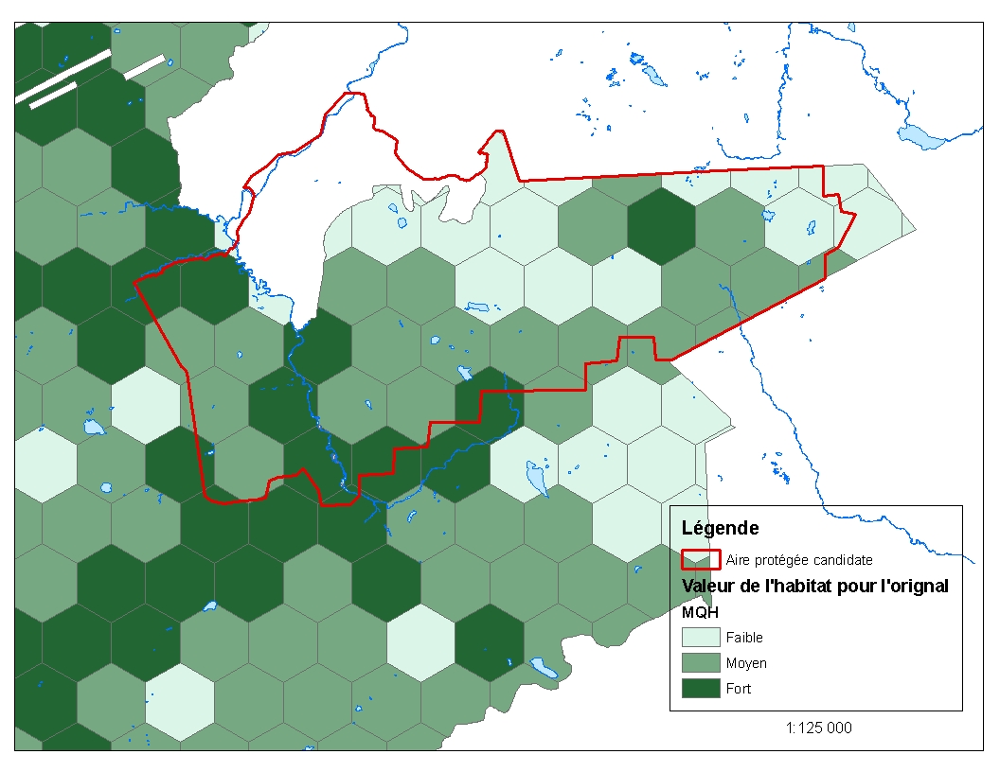 Légende
Aire protégée candidate
Valeur de l'habitat pour l'orignal
MQH
Faible
Moyen
Fort
1:125 000